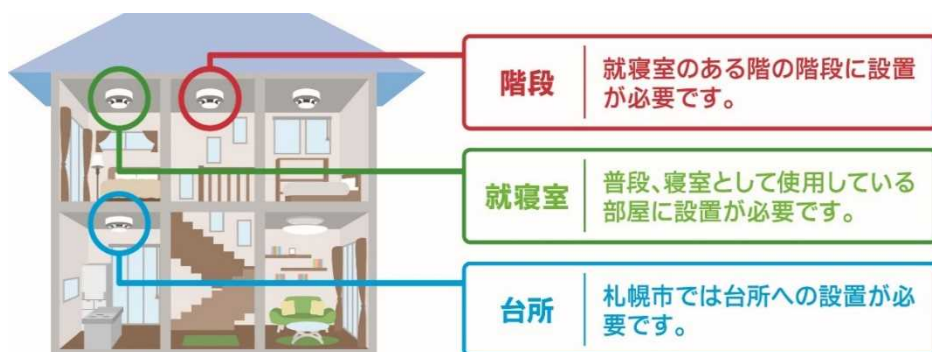 階段
就寝室のある階の階段に設置
が必要です。
就寝室
普段、寝室として使用している
部屋に設置が必要です。
台所
札幌市では台所への設置が必
要です。